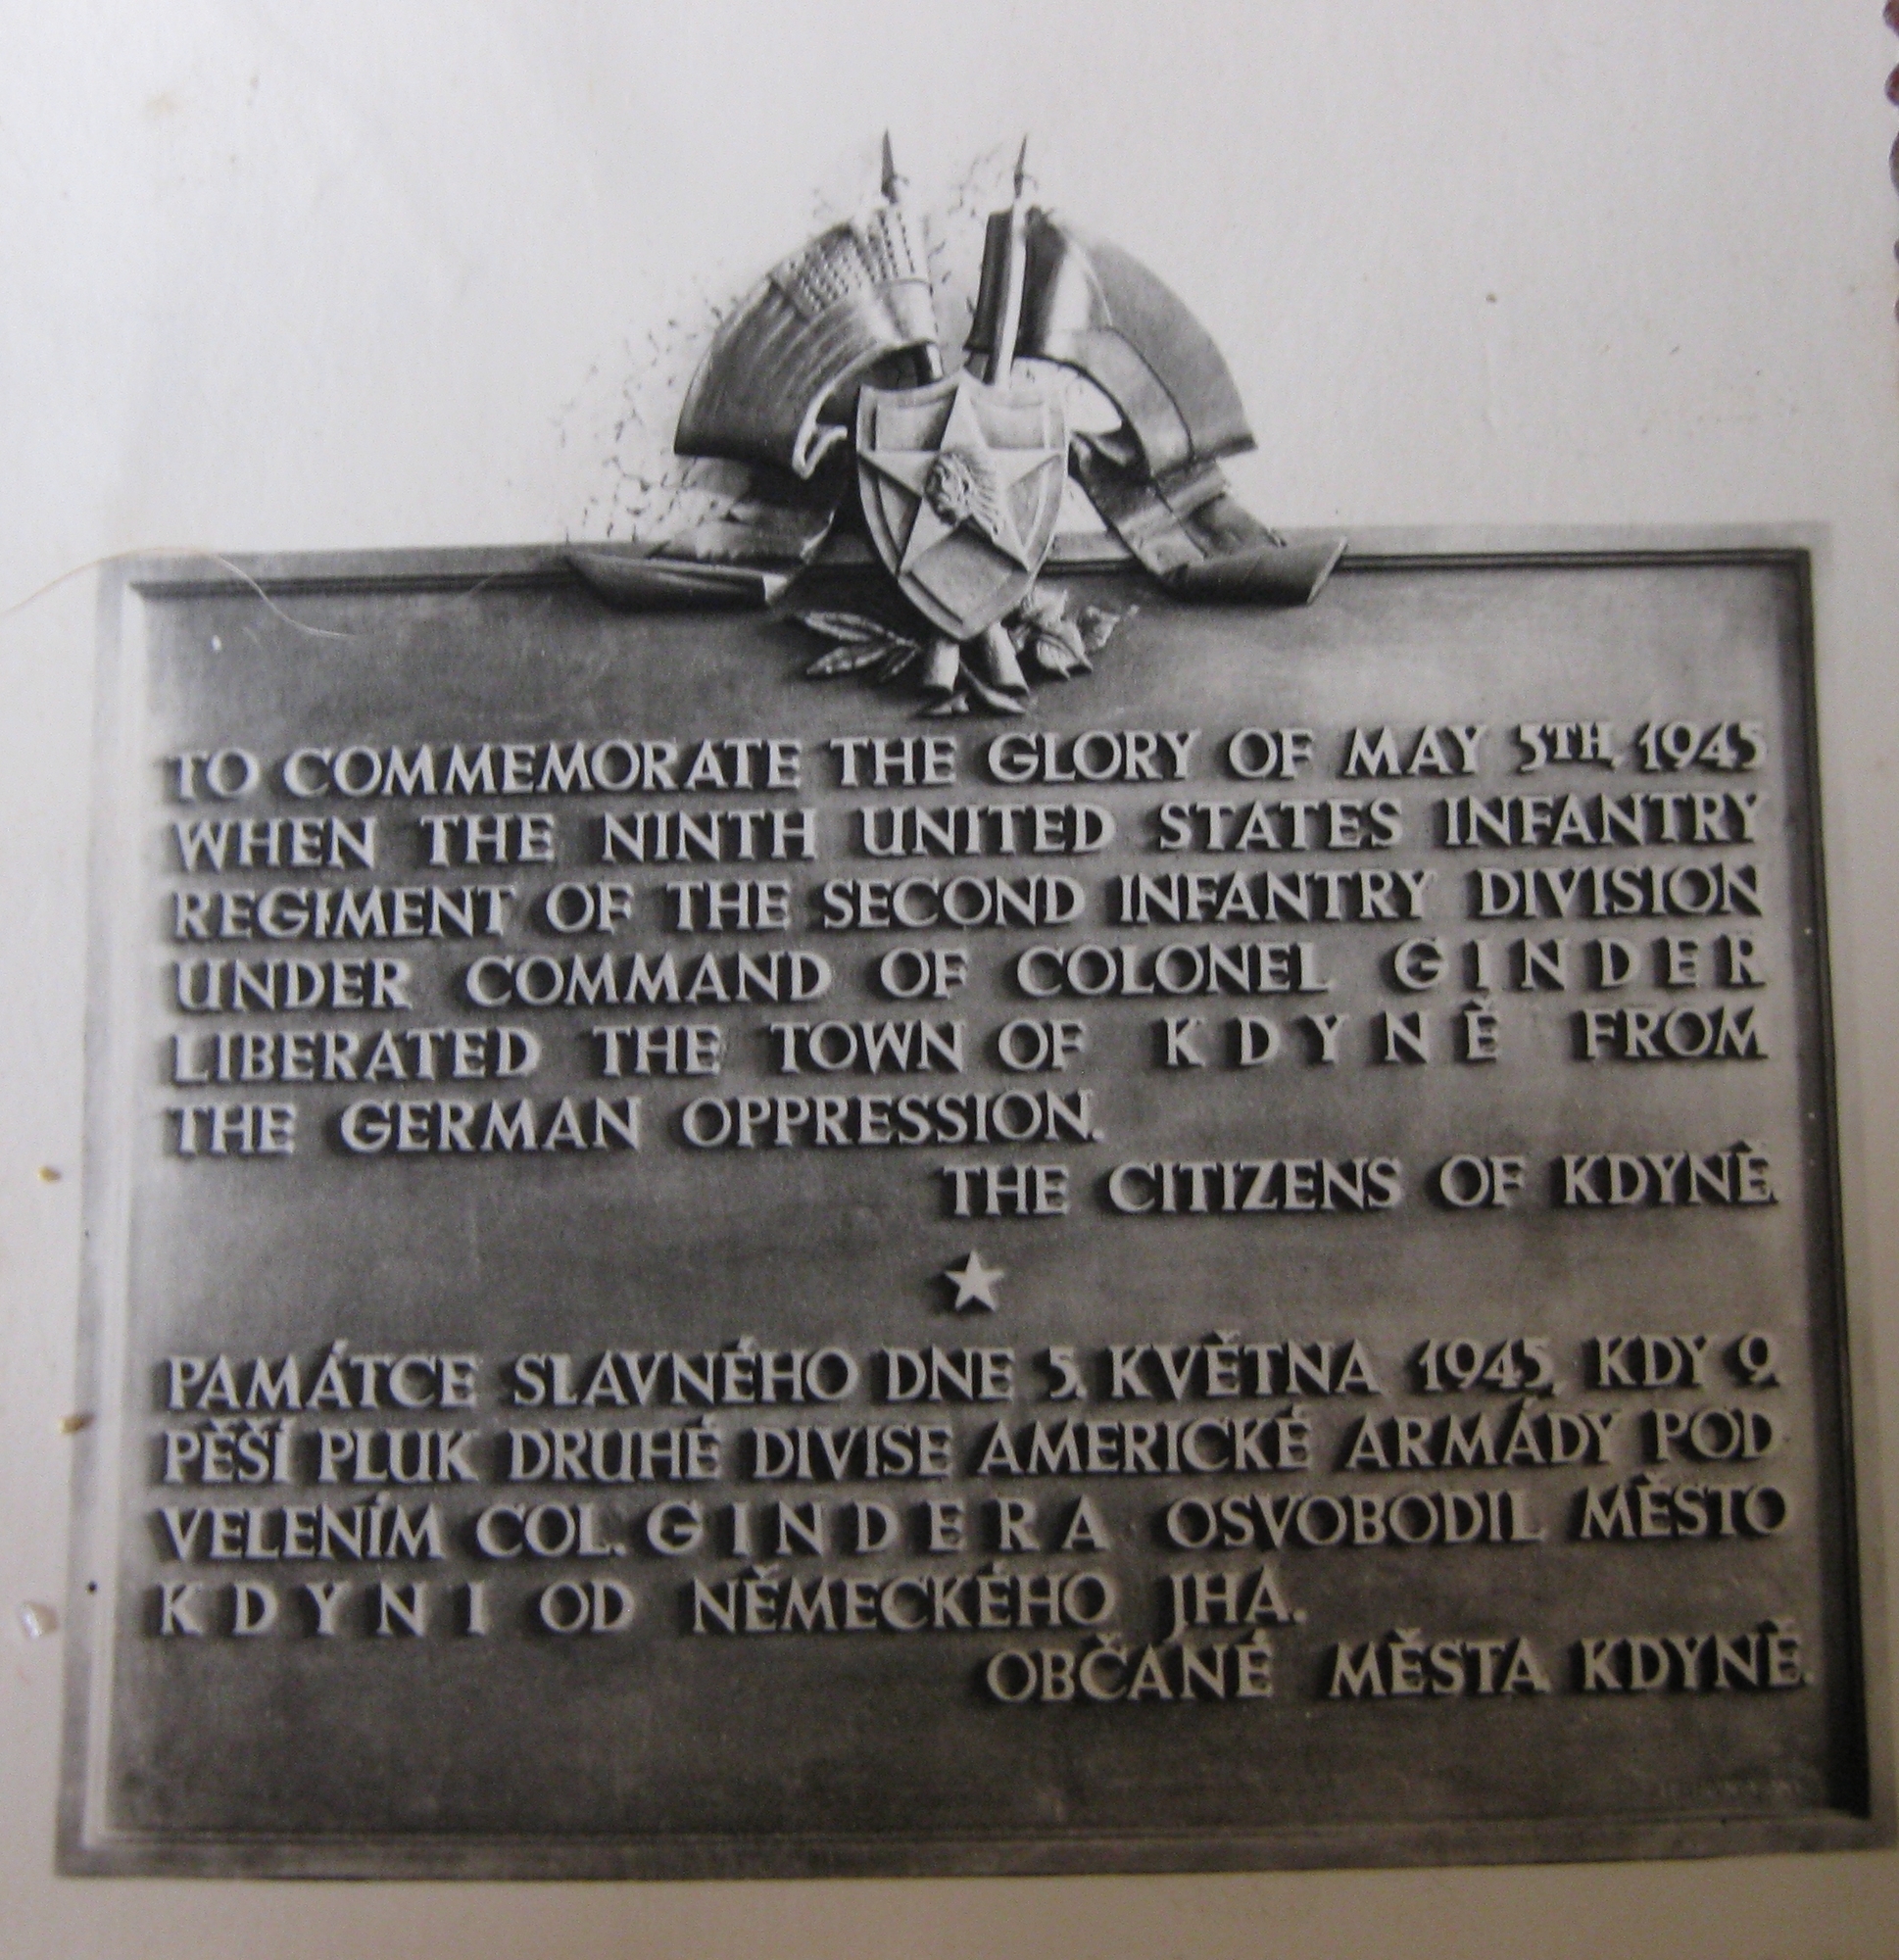 TO COMMEMORATE THE GLORY OF MAY 5TH, 1945
WHEN THE NINTH UNITED STATES INFANTRY
REGIMENT OF THE SECOND INFANTRY DIVISION
UNDER COMMAND OF COLONEL GINDER
LIBERATED THE TOWN OF KDYNĚ FROM
THE GERMAN OPPRESSION.
THE CITIZENS OF KDYNĚ.
PAMÁTCE SLAVNÉHO DNE 5. KVĚTNA 1945, KDY 9.
PĚŠÍ PLUK DRUHÉ DIVISE AMERICKÉ ARMÁDY POD
VELENÍM COL. GINDERA OSVOBODIL MĚSTO
KDYNI OD NĚMECKÉHO JHA.
OBČANÉ MĚSTA KDYNĚ.